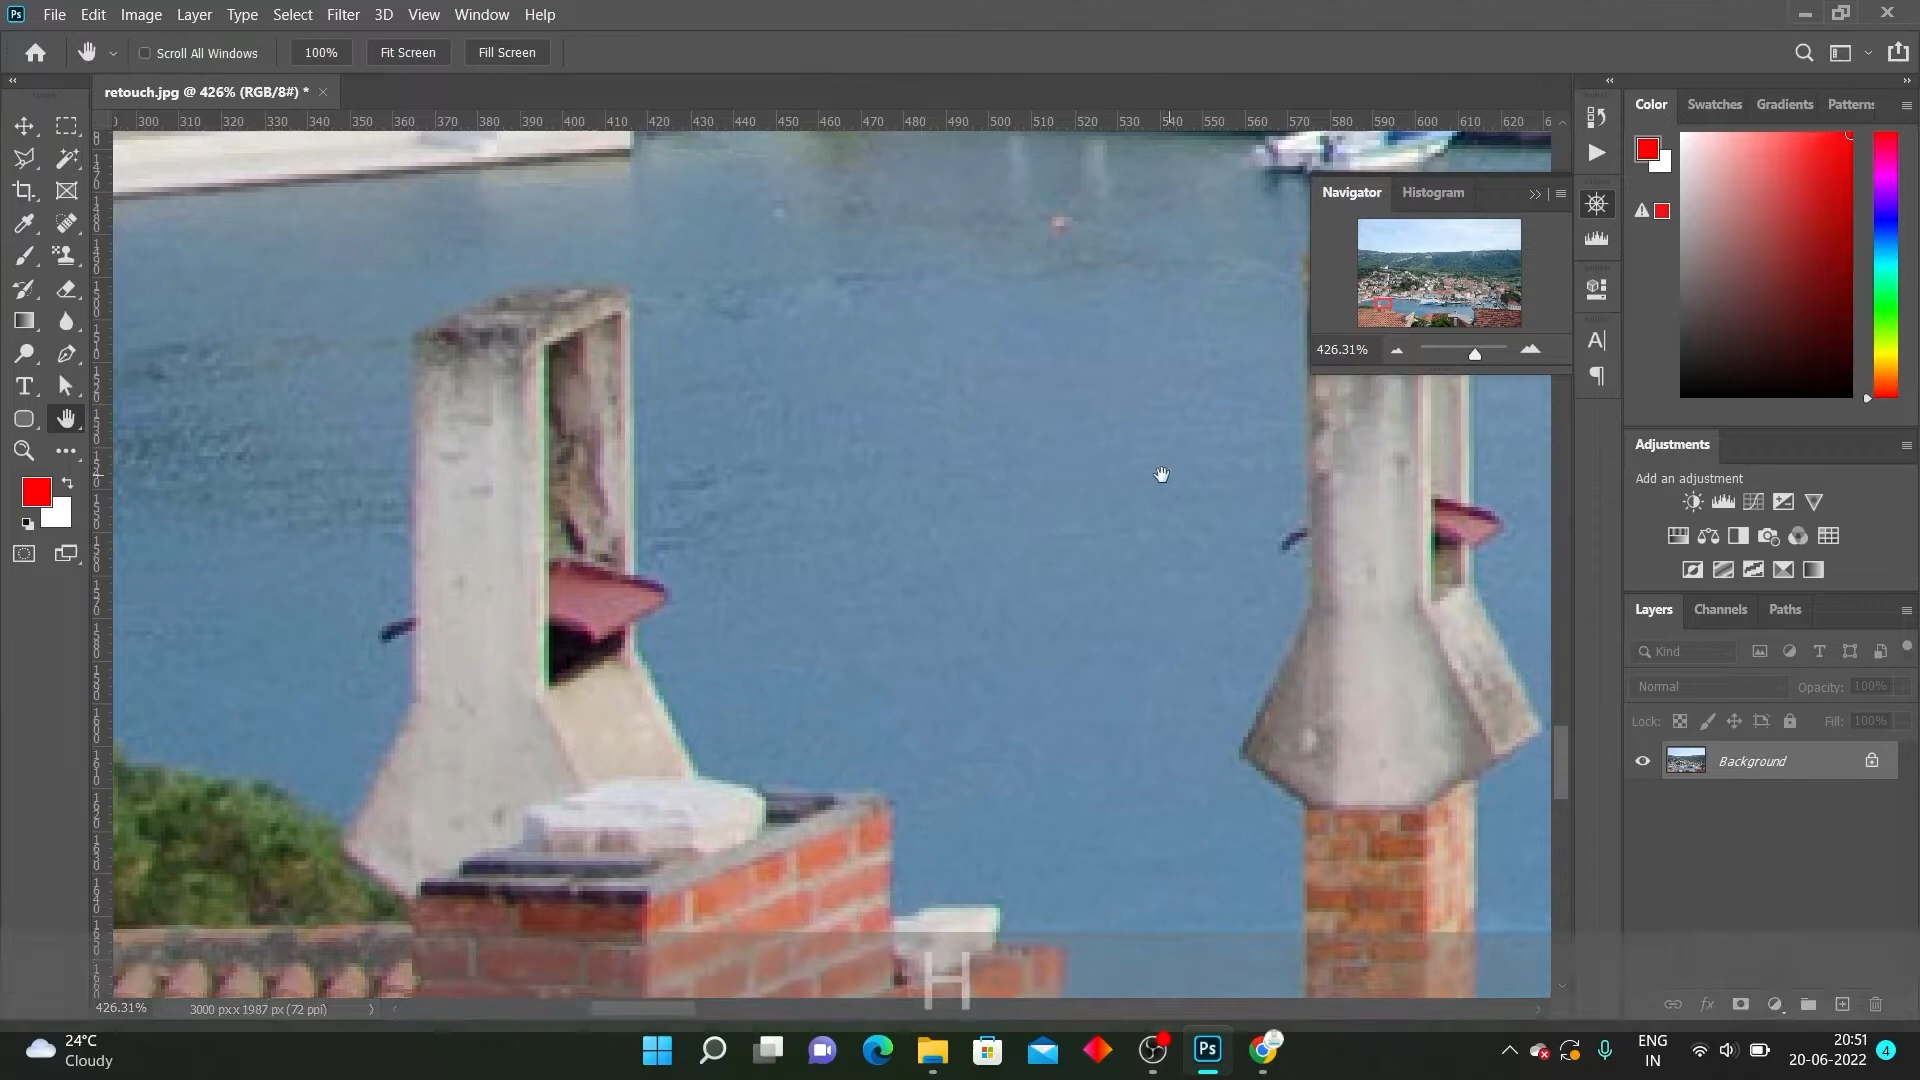 Ps File Edit Image Layer Type Select Filter 3D View Window Help
Scroll All Windows 100% Fit Screen Fill Screen
retouch.jpg @ 426% (RGB/8#) *
300 310 320 330 340 350 360 370 380 390 400 410 420 430 440 450 460 470 480 490 500 510 520 530 540 550 560 570 580 590 600 610 620
Navigator Histogram
426.31%
Color Swatches Gradients Patterns
Adjustments
Add an adjustment
Layers Channels Paths
Kind
Normal Opacity: 100%
Lock: Fill: 100%
Background
H
426.31% 3000 px x 1987 px (72 ppi)
24°C
Cloudy
Ps
ENG
IN
20:51
20-06-2022
4